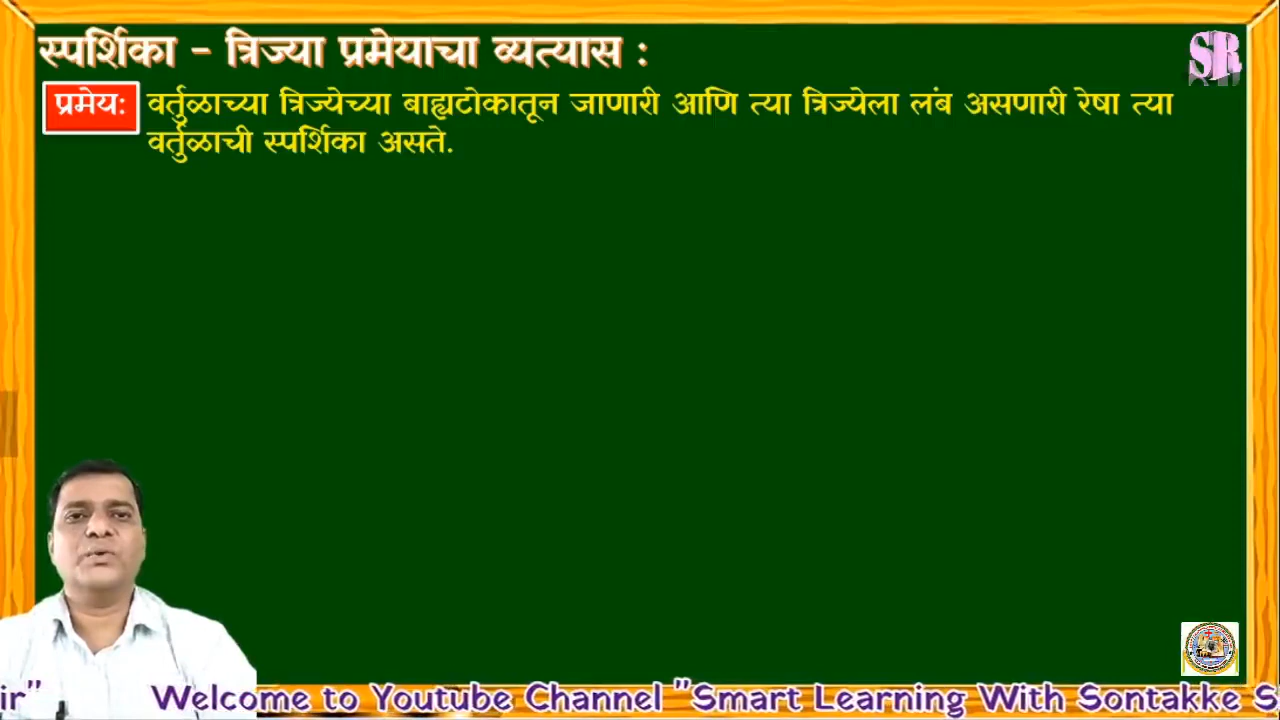 स्पर्शिका - त्रिज्या प्रमेयाचा व्यत्यास :
SR
प्रमेय: वर्तुळाच्या त्रिज्येच्या बाह्यटोकातून जाणारी आणि त्या त्रिज्येला लंब असणारी रेषा त्या
वर्तुळाची स्पर्शिका असते.
ir" Welcome to Youtube Channel "Smart Learning With Sontakke S